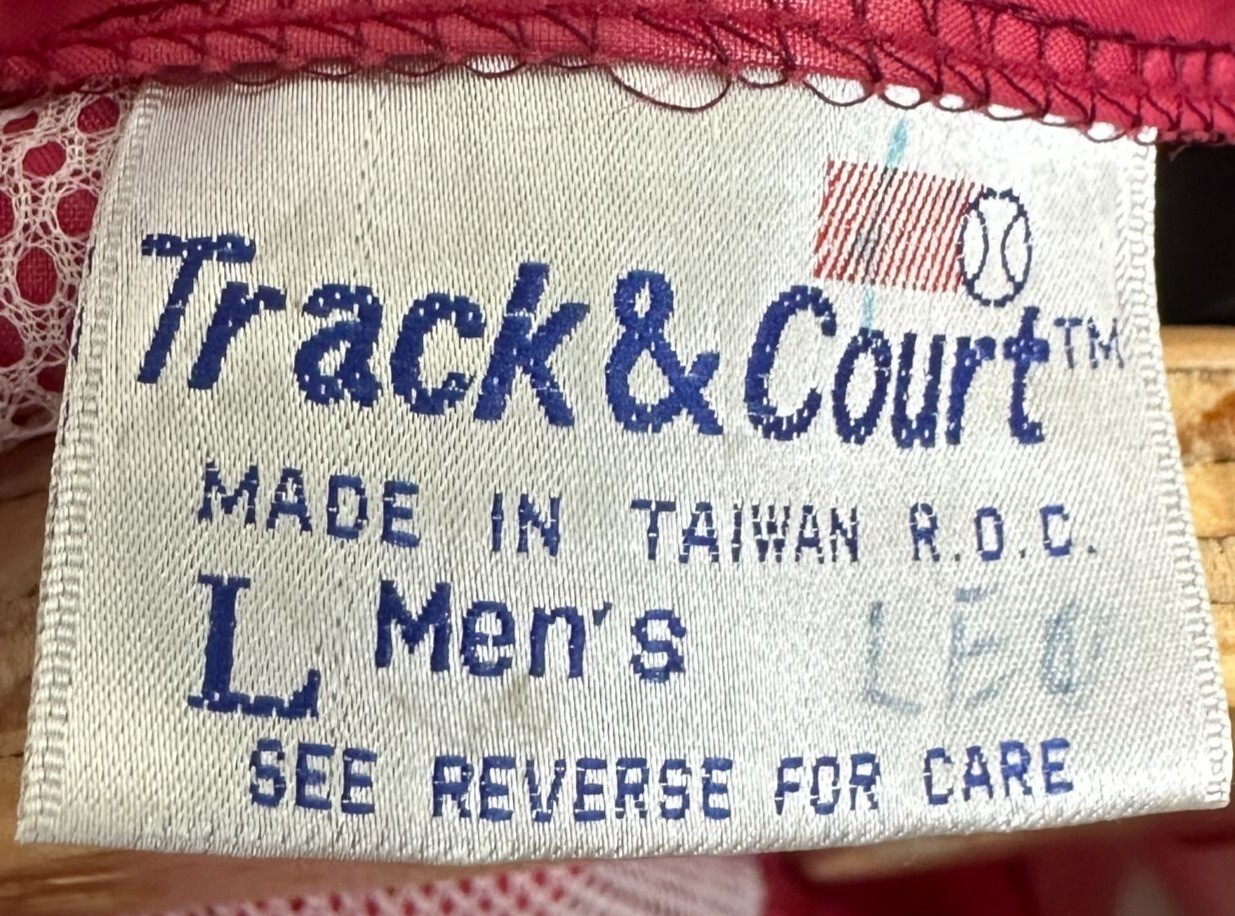 Track & Court™
MADE IN TAIWAN R.O.C.
L Men's
LEO
SEE REVERSE FOR CARE